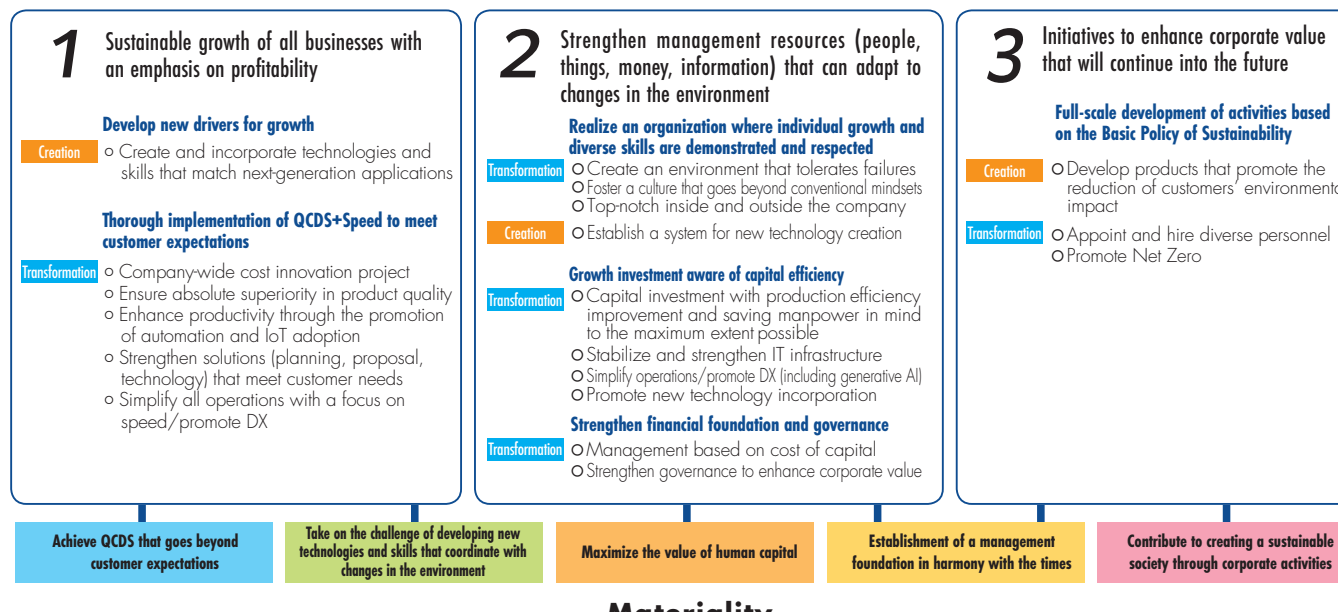 1
Sustainable growth of all businesses with
an emphasis on profitability
Develop new drivers for growth
Creation
Create and incorporate technologies and
skills that match next-generation applications
Thorough implementation of QCDS+Speed to meet
customer expectations
Transformation
Company-wide cost innovation project
Ensure absolute superiority in product quality
Enhance productivity through the promotion
of automation and IoT adoption
Strengthen solutions (planning, proposal,
technology) that meet customer needs
Simplify all operations with a focus on
speed/promote DX
2
Strengthen management resources (people,
things, money, information) that can adapt to
changes in the environment
Realize an organization where individual growth and
diverse skills are demonstrated and respected
Transformation
Create an environment that tolerates failures
Foster a culture that goes beyond conventional mindsets
Top-notch inside and outside the company
Creation
Establish a system for new technology creation
Growth investment aware of capital efficiency
Transformation
Capital investment with production efficiency
improvement and saving manpower in mind
to the maximum extent possible
Stabilize and strengthen IT infrastructure
Simplify operations/promote DX (including generative AI)
Promote new technology incorporation
Strengthen financial foundation and governance
Transformation
Management based on cost of capital
Strengthen governance to enhance corporate value
3
Initiatives to enhance corporate value
that will continue into the future
Full-scale development of activities based
on the Basic Policy of Sustainability
Creation
Develop products that promote the
reduction of customers' environmenta
impact
Transformation
Appoint and hire diverse personnel
Promote Net Zero
Achieve QCDS that goes beyond
customer expectations
Take on the challenge of developing new
technologies and skills that coordinate with
changes in the environment
Maximize the value of human capital
Establishment of a management
foundation in harmony with the times
Contribute to creating a sustainable
society through corporate activities
Materiality